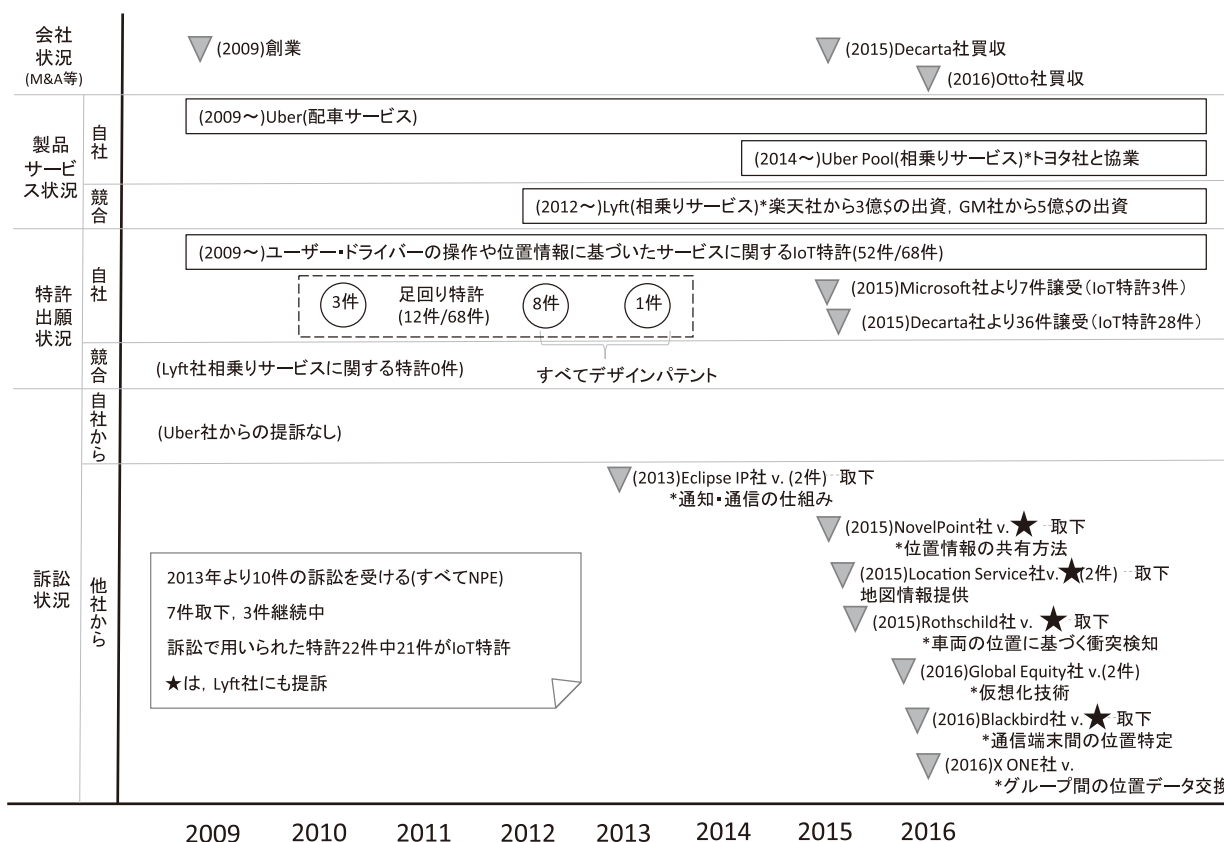 会社
状況
(M&A等)
(2009)創業
(2015)Decarta社買収
(2016)Otto社買収
製品
サービ
ス状況
自社
(2009〜)Uber(配車サービス)
(2014〜)Uber Pool(相乗りサービス)*トヨタ社と協業
競合
(2012〜)Lyft(相乗りサービス)*楽天社から3億$の出資，GM社から5億$の出資
特許
出願
状況
自社
(2009〜)ユーザー・ドライバーの操作や位置情報に基づいたサービスに関するIoT特許(52件/68件)
3件
足回り特許
(12件/68件)
8件
1件
(2015)Microsoft社より7件譲受(IoT特許3件)
(2015)Decarta社より36件譲受(IoT特許28件)
競合
(Lyft社相乗りサービスに関する特許0件)
すべてデザインパテント
訴訟
状況
自社から
(Uber社からの提訴なし)
他社から
(2013)Eclipse IP社 v. (2件) 取下
*通知・通信の仕組み
(2015)NovelPoint社 v. ★ 取下
*位置情報の共有方法
(2015)Location Service社v.★(2件) 取下
地図情報提供
(2015)Rothschild社 v. ★ 取下
*車両の位置に基づく衝突検知
(2016)Global Equity社 v.(2件)
*仮想化技術
(2016)Blackbird社 v. ★ 取下
*通信端末間の位置特定
(2016)X ONE社 v.
*グループ間の位置データ交換
2013年より10件の訴訟を受ける(すべてNPE)
7件取下，3件継続中
訴訟で用いられた特許22件中21件がIoT特許
★は，Lyft社にも提訴
2009 2010 2011 2012 2013 2014 2015 2016